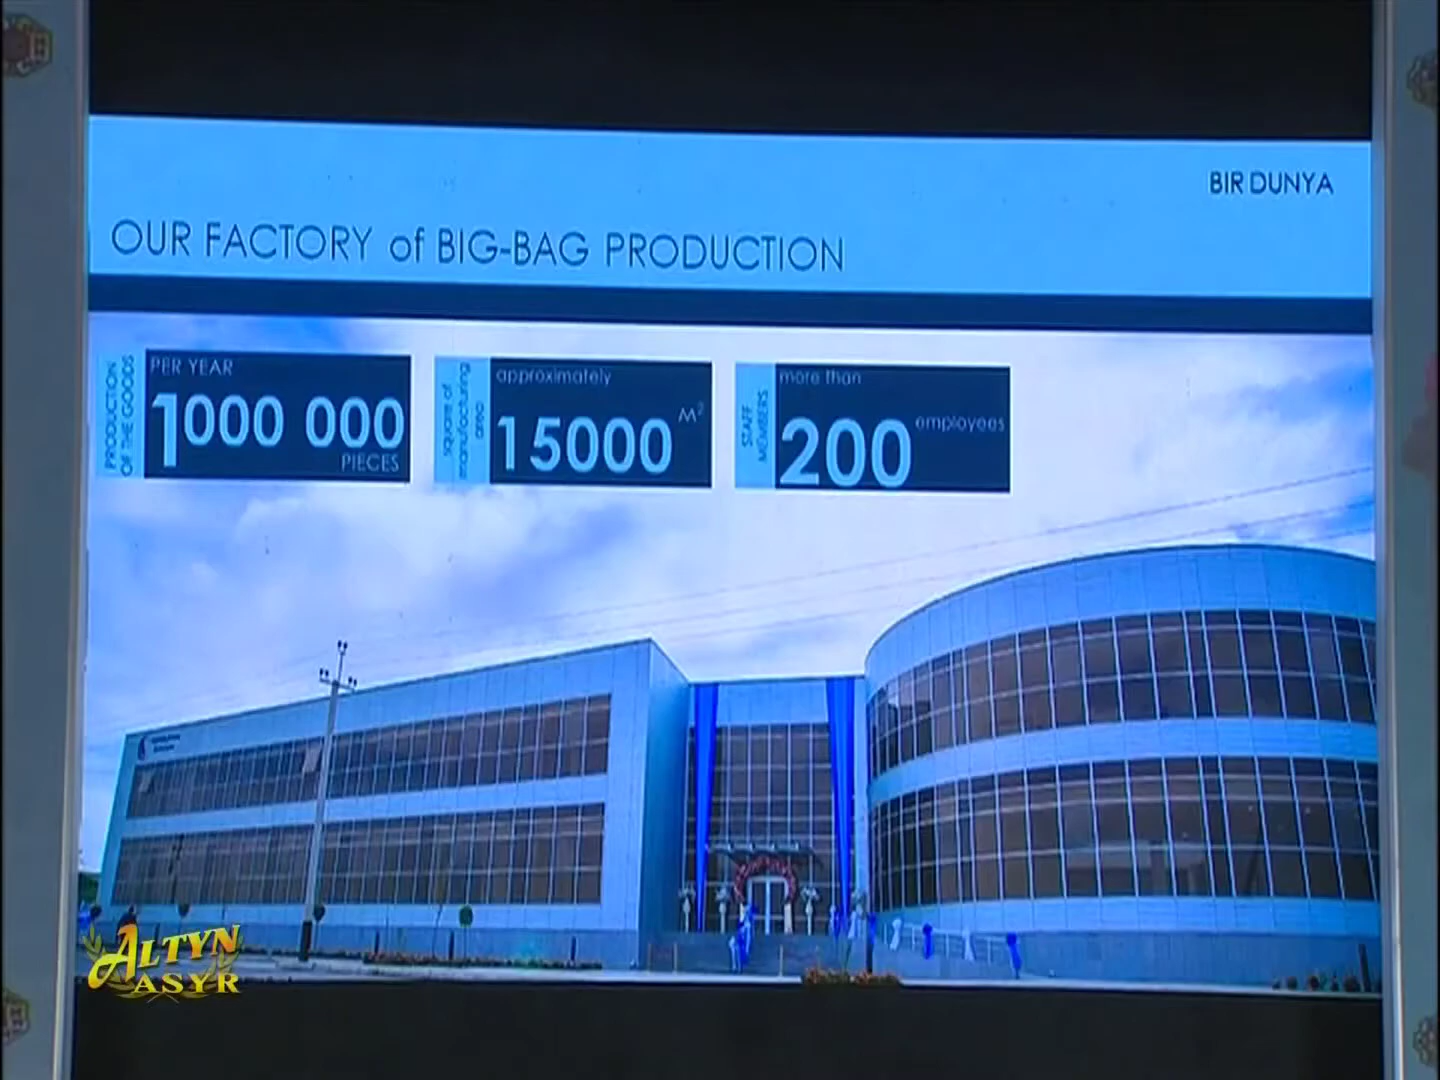 BIR DUNYA
OUR FACTORY of BIG-BAG PRODUCTION
PRODUCTION
OF THE GOODS
PER YEAR
1000 000
PIECES
square of
manufacturing
area
approximately
15000 M²
STAFF
MEMBERS
more than
200 employees
ALTYN
ASYR